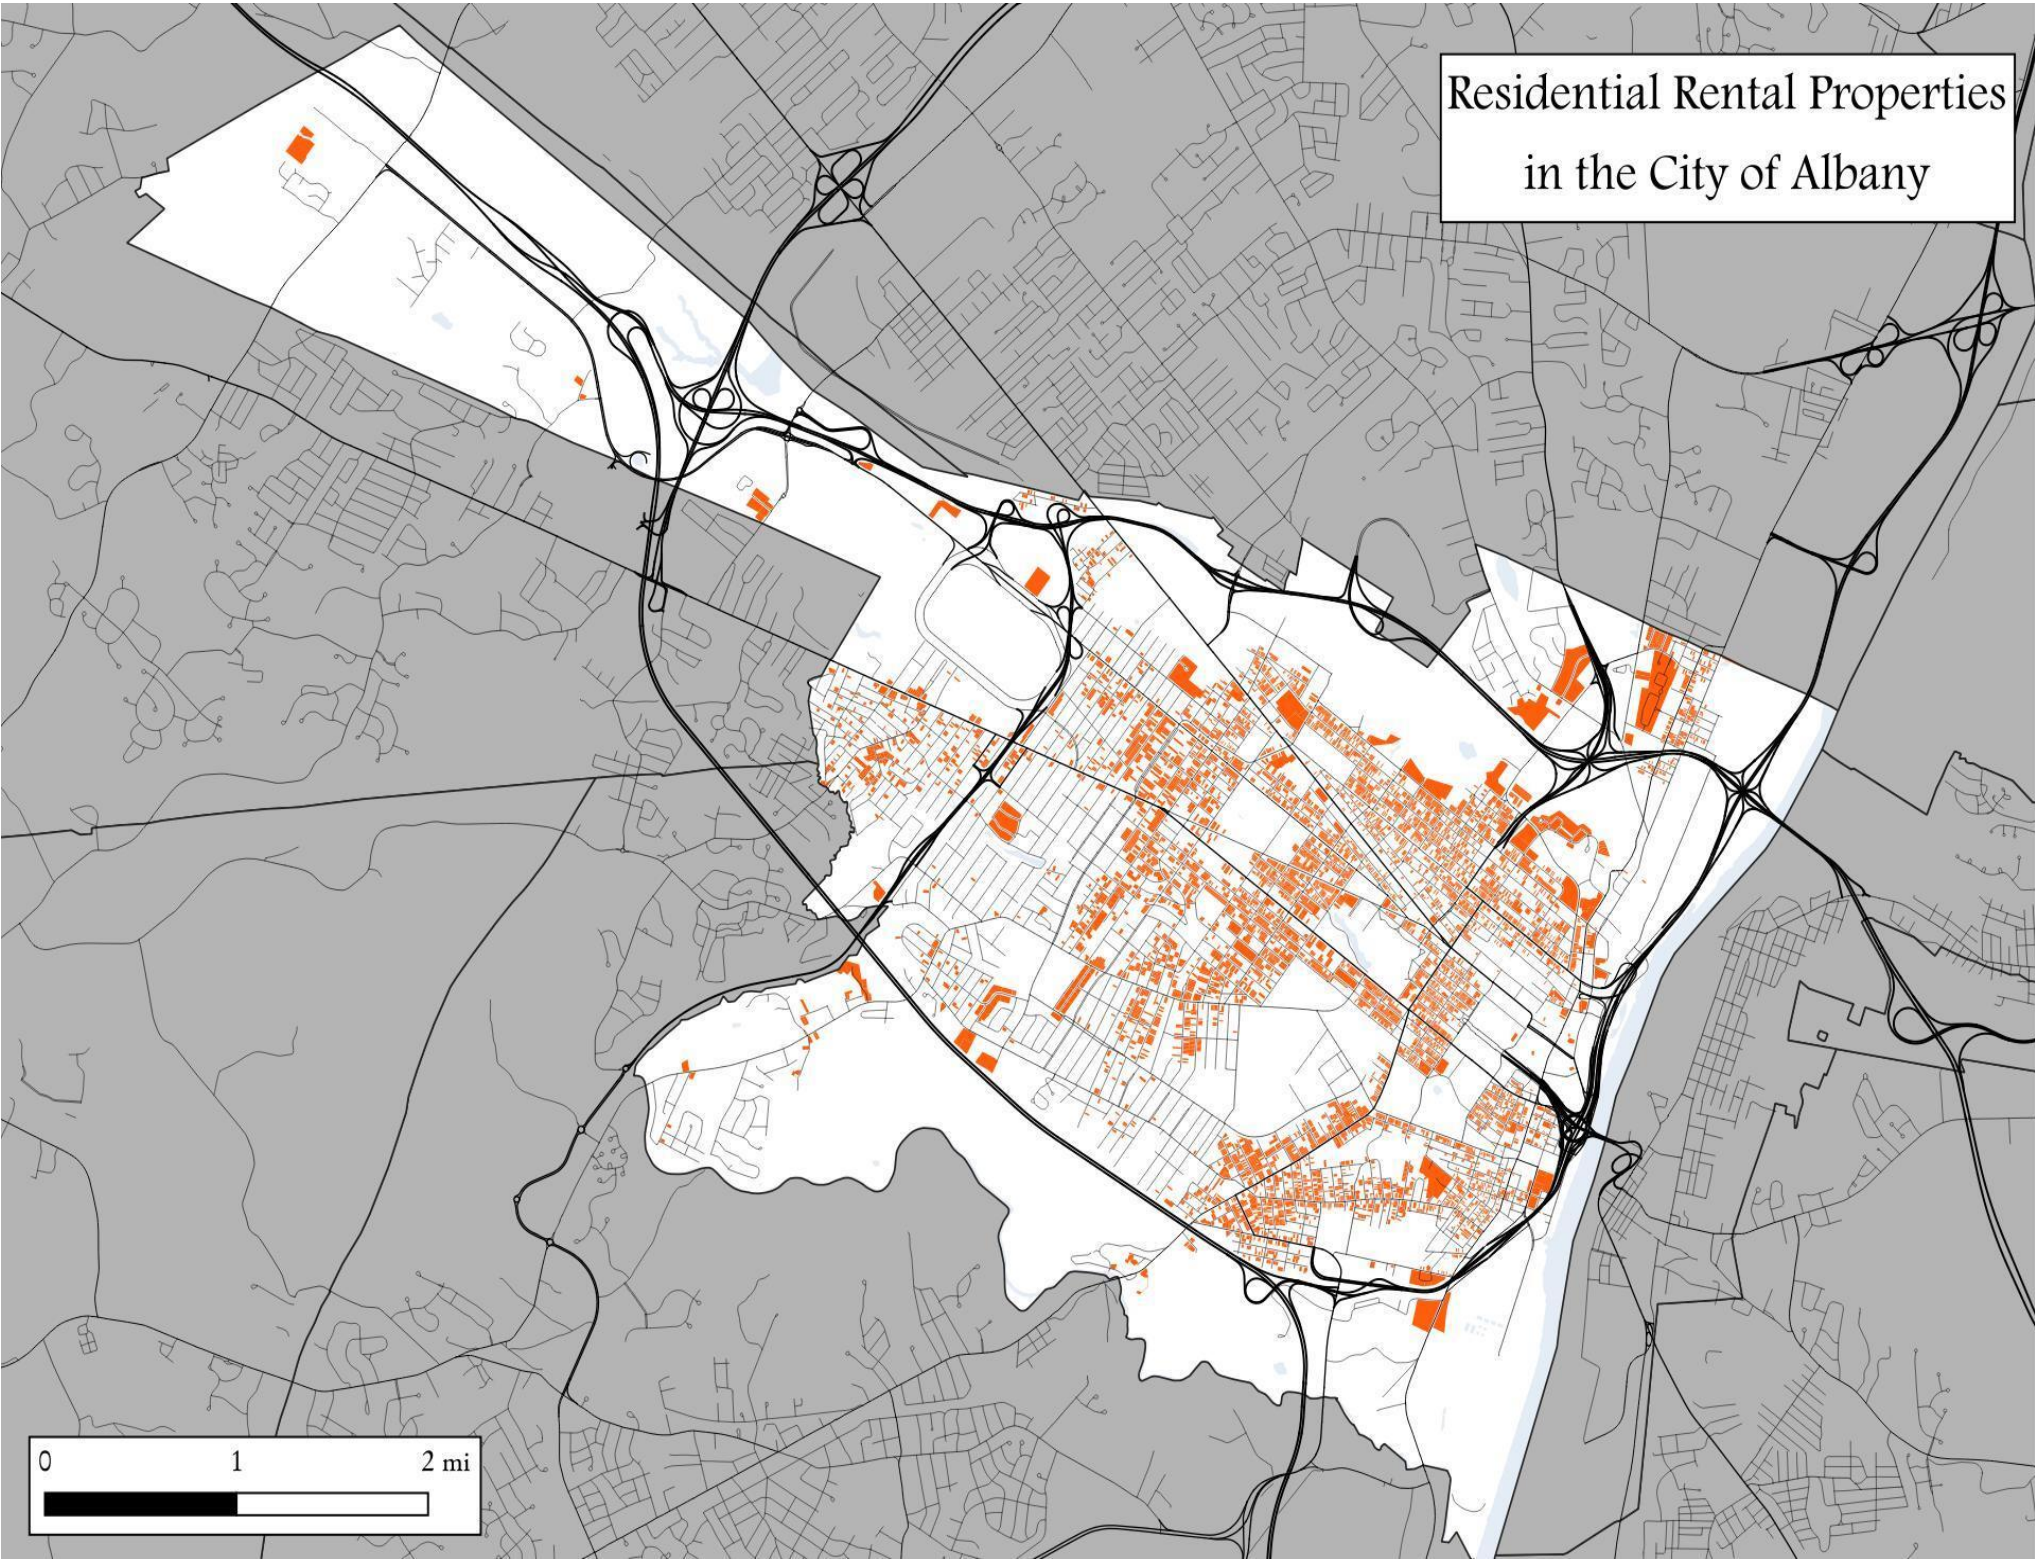 Residential Rental Properties
in the City of Albany
0 1 2 mi